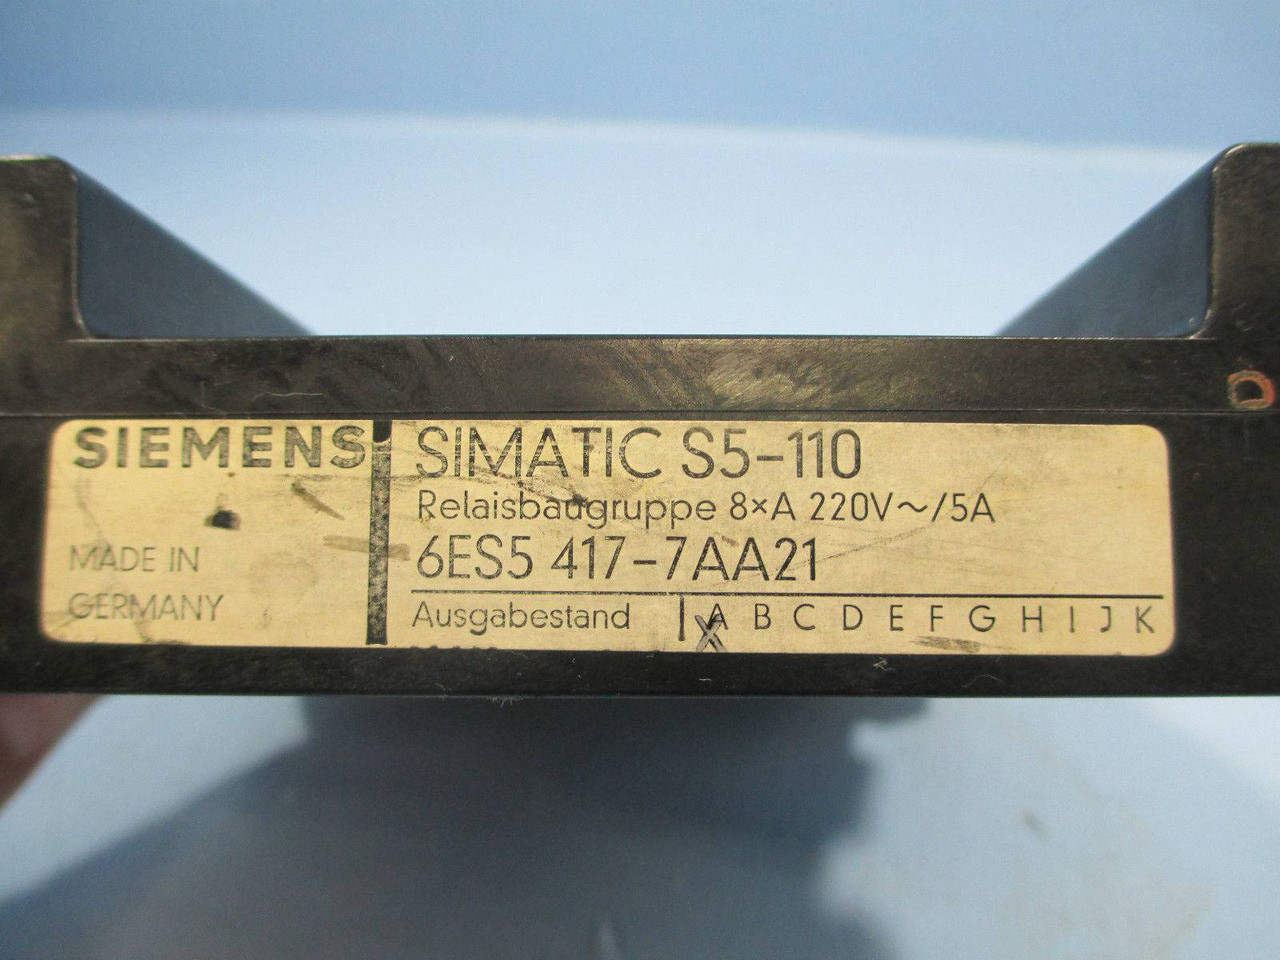 SIEMENS
MADE IN
GERMANY
SIMATIC S5-110
Relaisbaugruppe 8×A 220V~/5A
6ES5 417-7AA21
Ausgabestand | A B C D E F G H I J K
X
D